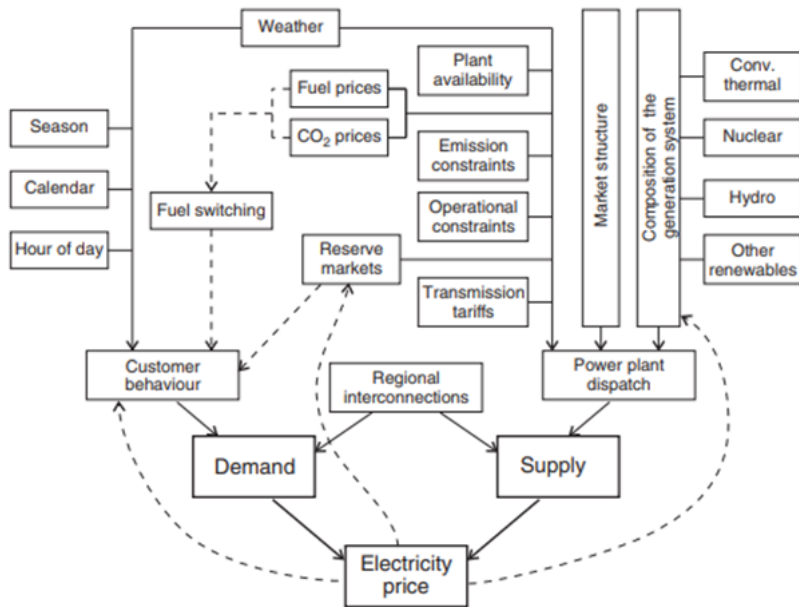 Weather
Plant
availability
Conv.
thermal
Fuel prices
Season
CO₂ prices
Emission
constraints
Nuclear
Market structure
Composition of the
generation system
Calendar
Fuel switching
Operational
constraints
Hydro
Hour of day
Reserve
markets
Other
renewables
Transmission
tariffs
Customer
behaviour
Regional
interconnections
Power plant
dispatch
Demand
Supply
Electricity
price